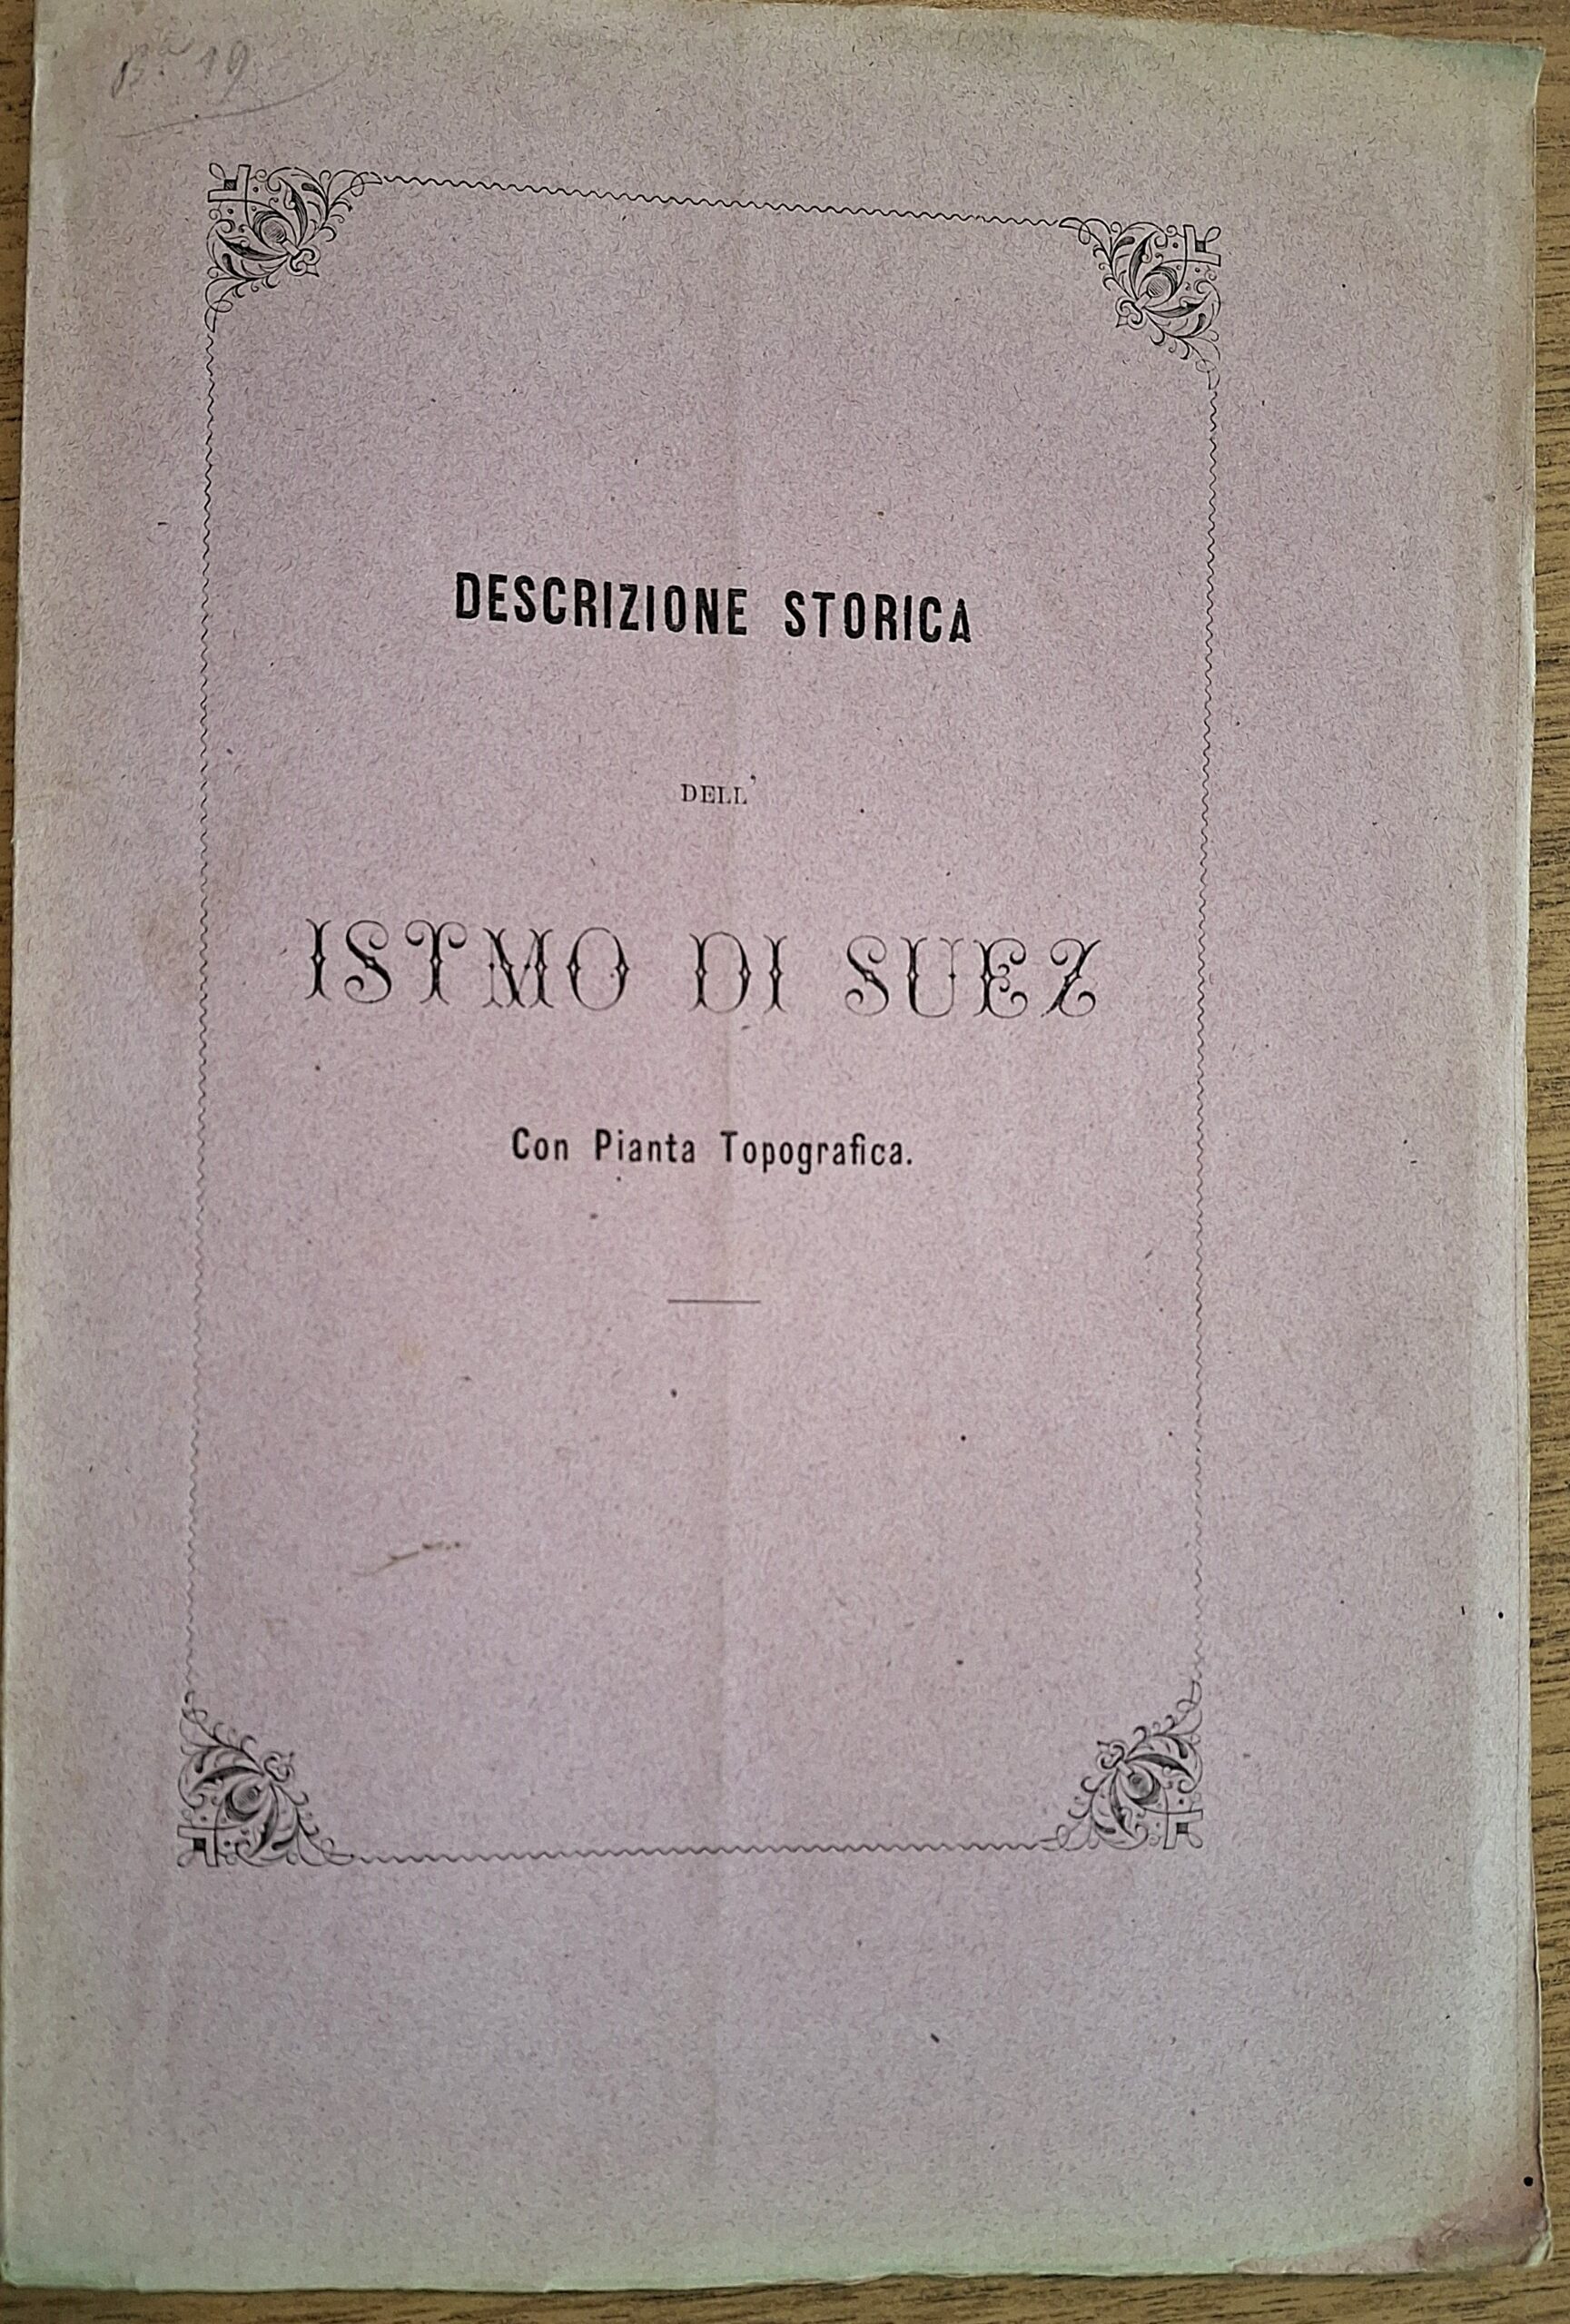 DESCRIZIONE STORICA
DELL'
ISTMO DI SUEZ
Con Pianta Topografica.